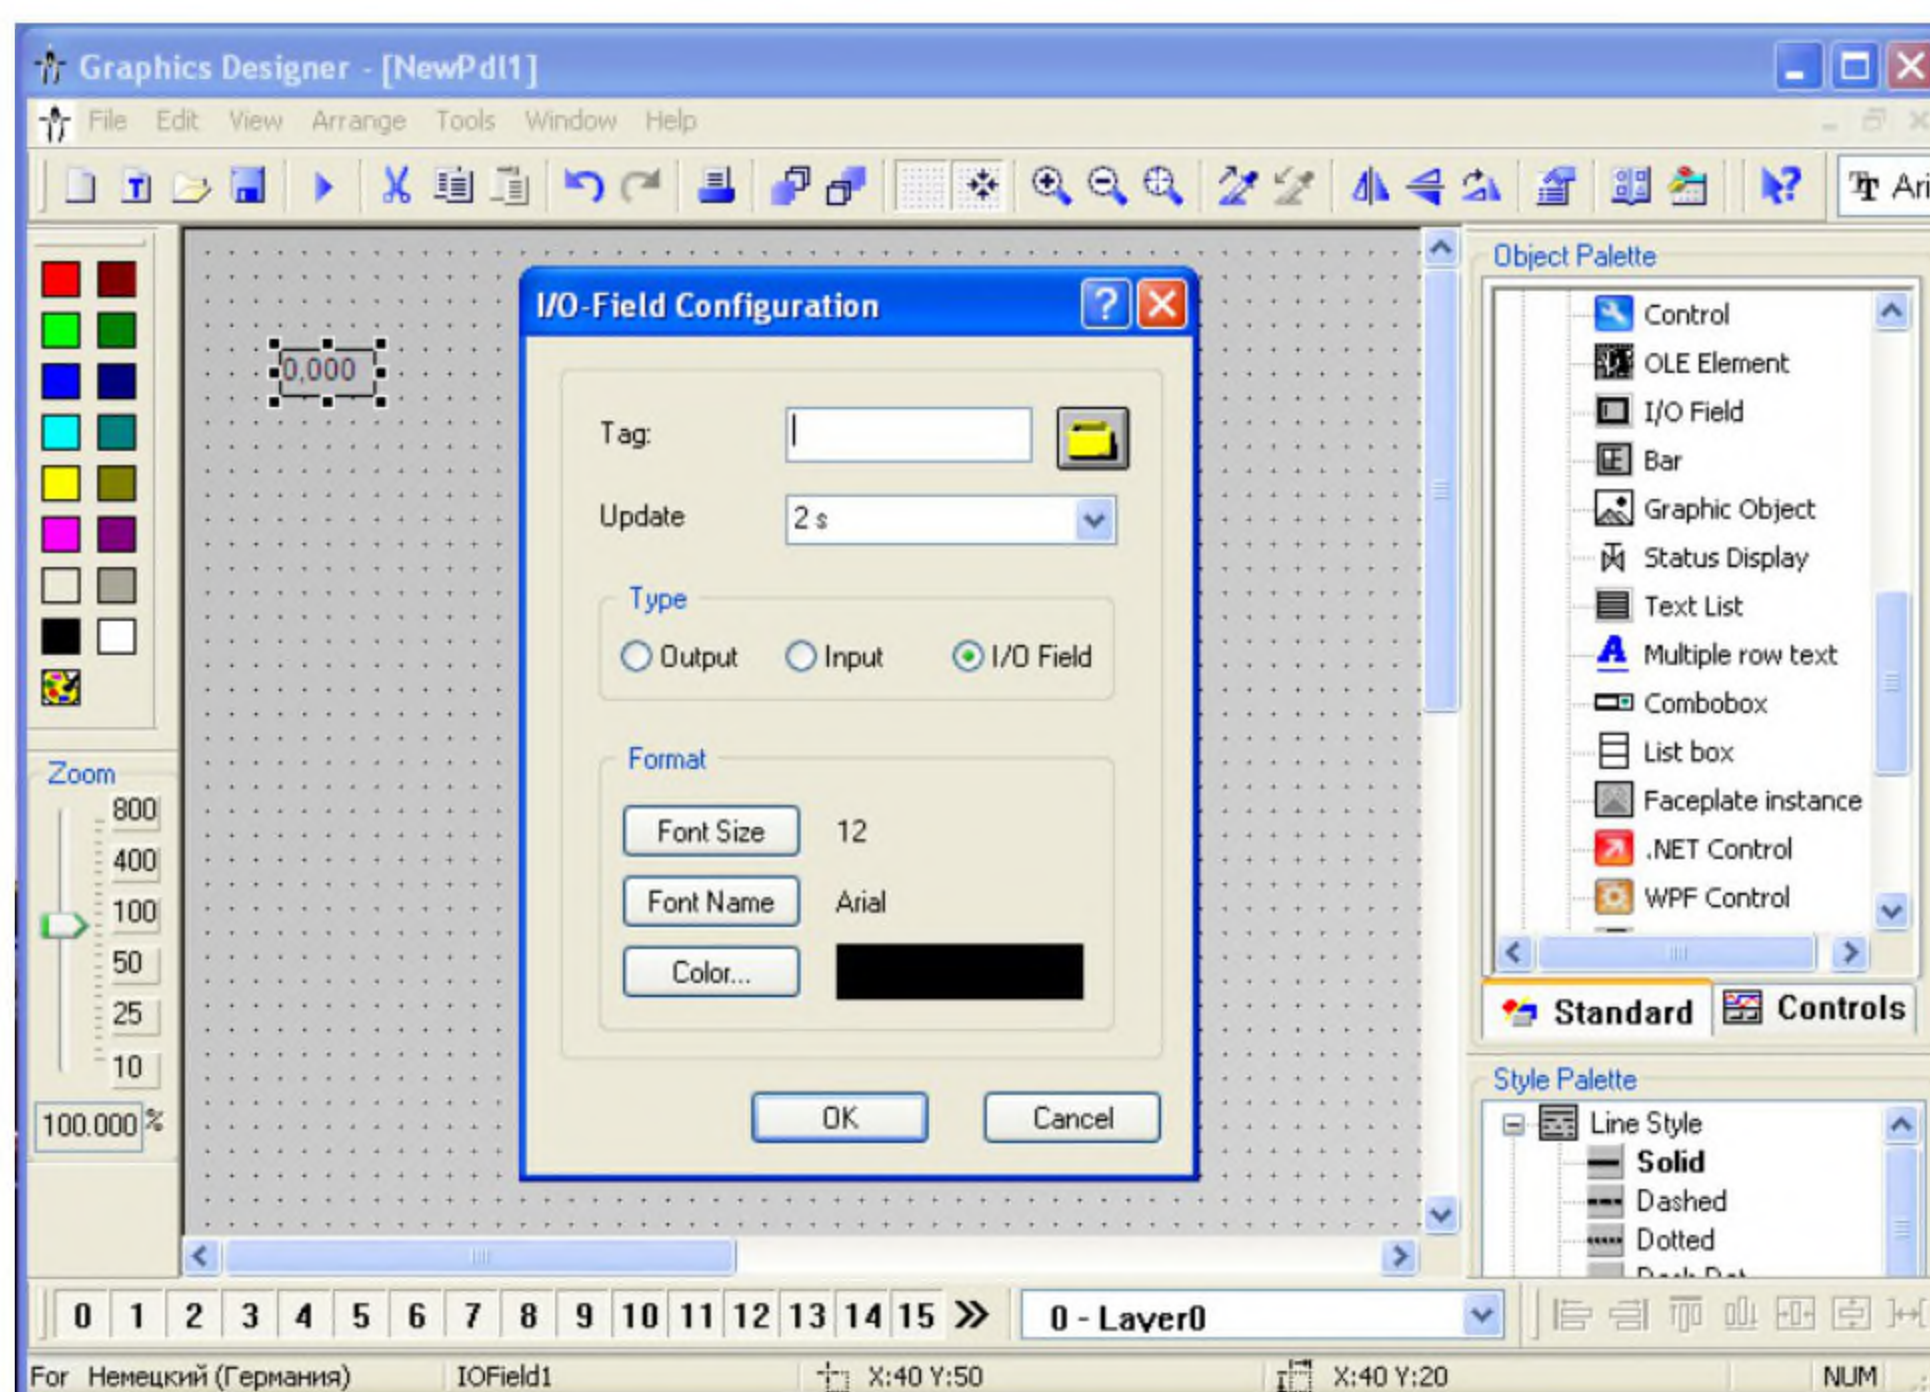 Graphics Designer - [NewPdl1]
File Edit View Arrange Tools Window Help
Ari
0,000
Zoom
800
400
100
50
25
10
100.000 %
I/O-Field Configuration
Tag:
Update 2 s
Type
Output Input I/O Field
Format
Font Size 12
Font Name Arial
Color...
OK Cancel
Object Palette
Control
OLE Element
I/O Field
Bar
Graphic Object
Status Display
Text List
Multiple row text
Combobox
List box
Faceplate instance
.NET Control
WPF Control
Standard Controls
Style Palette
Line Style
Solid
Dashed
Dotted
Dash Dot
0 1 2 3 4 5 6 7 8 9 10 11 12 13 14 15 0 - Layer0
For Немецкий (Германия) IOField1 X:40 Y:50 X:40 Y:20 NUM